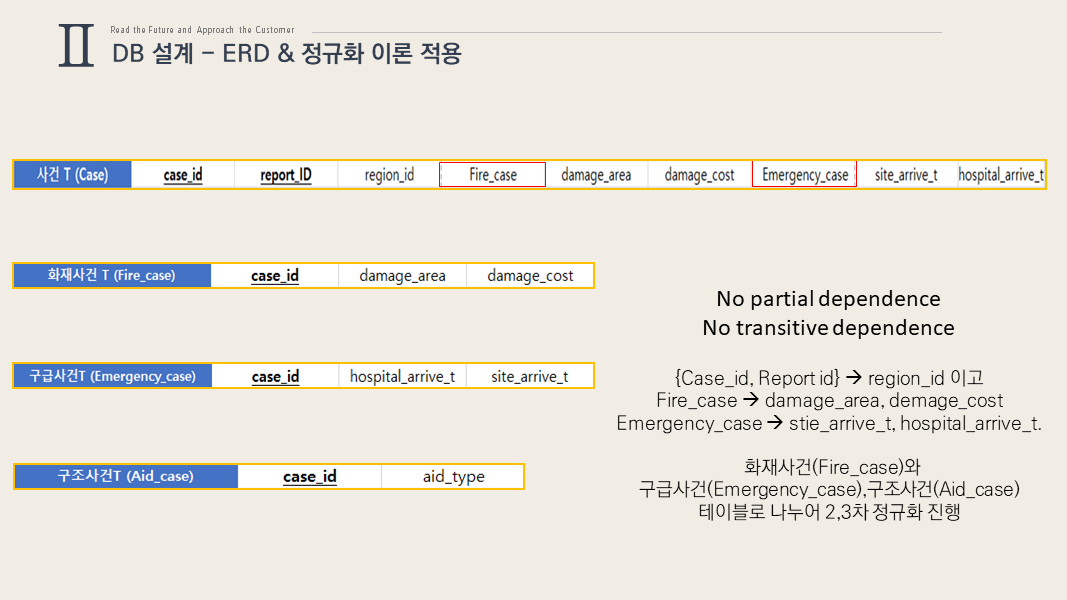 Ⅱ
Read the Future and Approach the Customer
DB 설계 – ERD & 정규화 이론 적용
사건 T (Case) case_id report_ID region_id Fire_case damage_area damage_cost Emergency_case site_arrive_t hospital_arrive_t
화재사건 T (Fire_case) case_id damage_area damage_cost
구급사건T (Emergency_case) case_id hospital_arrive_t site_arrive_t
구조사건T (Aid_case) case_id aid_type
No partial dependence
No transitive dependence
{Case_id, Report id} → region_id 이고
Fire_case → damage_area, demage_cost
Emergency_case → stie_arrive_t, hospital_arrive_t.
화재사건(Fire_case)와
구급사건(Emergency_case),구조사건(Aid_case)
테이블로 나누어 2,3차 정규화 진행